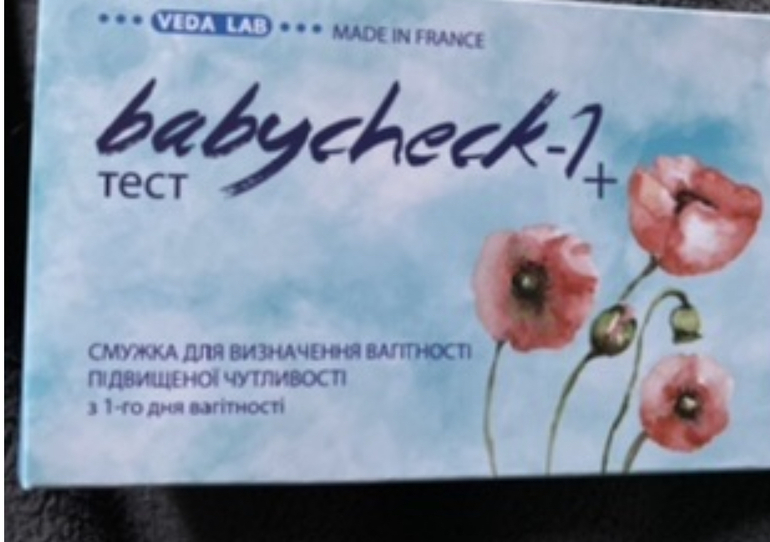 VEDA LAB MADE IN FRANCE
babycheck-1+
тест
СМУЖКА ДЛЯ ВИЗНАЧЕННЯ ВАГІТНОСТІ
ПІДВИЩЕНОЇ ЧУТЛИВОСТІ
з 1-го дня вагітності